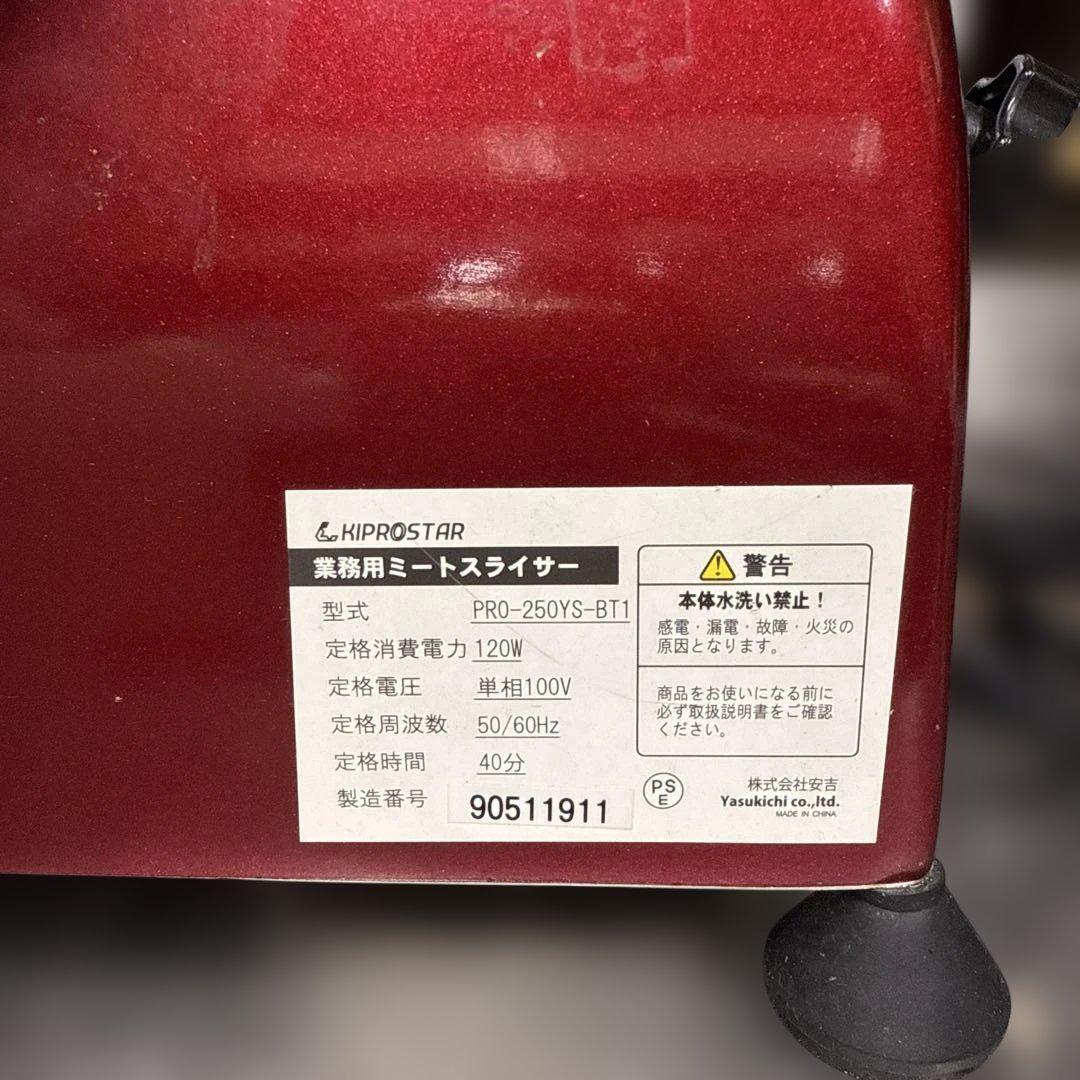 KIPROSTAR
業務用ミートスライサー
型式 PRO-250YS-BT1
定格消費電力 120W
定格電圧 単相100V
定格周波数 50/60Hz
定格時間 40分
製造番号 90511911
警告
本体水洗い禁止！
感電・漏電・故障・火災の
原因となります。
商品をお使いになる前に
必ず取扱説明書をご確認
ください。
PS
E
株式会社安吉
Yasukichi co.,ltd.
MADE IN CHINA